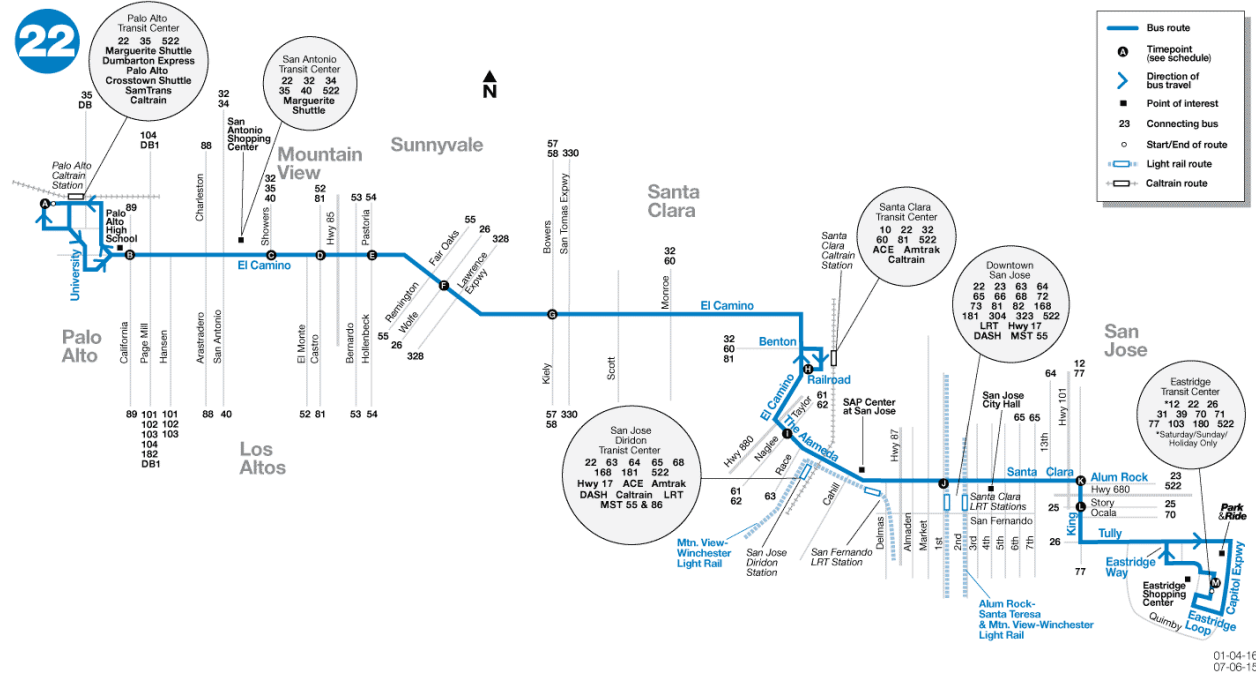 22
Palo Alto
Transit Center
22 35 522
Marguerite Shuttle
Dumbarton Express
Palo Alto
Crosstown Shuttle
SamTrans
Caltrain
San Antonio
Transit Center
22 32 34
35 40 522
Marguerite
Shuttle
N
Bus route
A
Timepoint
(see schedule)
Direction of
bus travel
Point of interest
23
Connecting bus
Start/End of route
Light rail route
Caltrain route
35
DB
32
34
104
DB1
88
San
Antonio
Shopping
Center
Mountain
View
Sunnyvale
57
58
330
Santa
Clara
Palo Alto
Caltrain
Station
A
89
Palo
Alto
High
School
B
University
Charleston
32
35
40
Showers
C
El Camino
52
81
D
Hwy 85
53
54
Pastoria
E
Fair Oaks
55
26
328
Lawrence
Expwy
F
Remington
Wolfe
55
26
328
Bowers
San Tomas Expwy
G
Kiely
57
58
330
Scott
32
60
Monroe
El Camino
Palo
Alto
California
Page Mill
Hansen
Arastradero
San Antonio
El Monte
Castro
Bernardo
Hollenbeck
89
101
102
103
104
182
DB1
101
102
103
88
40
52
81
53
54
Los
Altos
Santa
Clara
Caltrain
Station
Santa Clara
Transit Center
10 22 32
60 81 522
ACE Amtrak
Caltrain
32
60
81
Benton
H
Railroad
El Camino
Taylor
61
62
Hwy 880
Naglee
I
The Alameda
Race
61
62
63
Cahill
SAP Center
at San Jose
San Jose
Diridon
Transit Center
22 63 64 65 68
168 181 522
Hwy 17 ACE Amtrak
DASH Caltrain LRT
MST 55 & 86
Mtn. View-
Winchester
Light Rail
San Jose
Diridon
Station
San Fernando
LRT Station
Delmas
Hwy 87
Almaden
Market
1st
J
2nd
3rd
4th
5th
6th
7th
San Fernando
Santa Clara
LRT Stations
San Jose
City Hall
65
65
Downtown
San Jose
22 23 63 64
65 66 68 72
73 81 82 168
181 304 323 522
LRT Hwy 17
DASH MST 55
64
13th
12
77
Hwy 101
Santa Clara
San
Jose
K
Alum Rock
Hwy 680
23
522
Story
25
Ocala
70
25
L
King
26
77
Tully
Eastridge
Transit Center
*12 22 26
31 39 70 71
77 103 180 522
*Saturday/Sunday/
Holiday Only
Park
&Ride
Eastridge
Way
M
Eastridge
Shopping
Center
Capitol Expwy
Eastridge
Loop
Quimby
Alum Rock-
Santa Teresa
& Mtn. View-Winchester
Light Rail
01-04-16
07-06-15